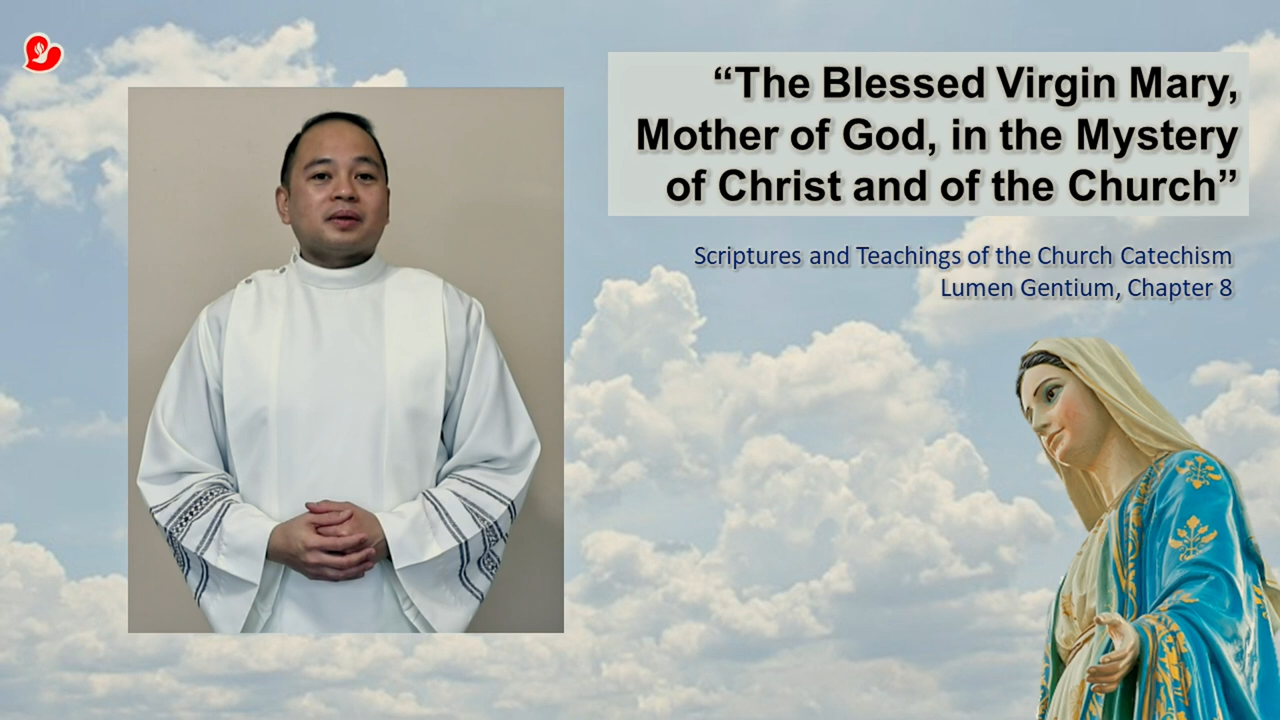 “The Blessed Virgin Mary,
Mother of God, in the Mystery
of Christ and of the Church”
Scriptures and Teachings of the Church Catechism
Lumen Gentium, Chapter 8